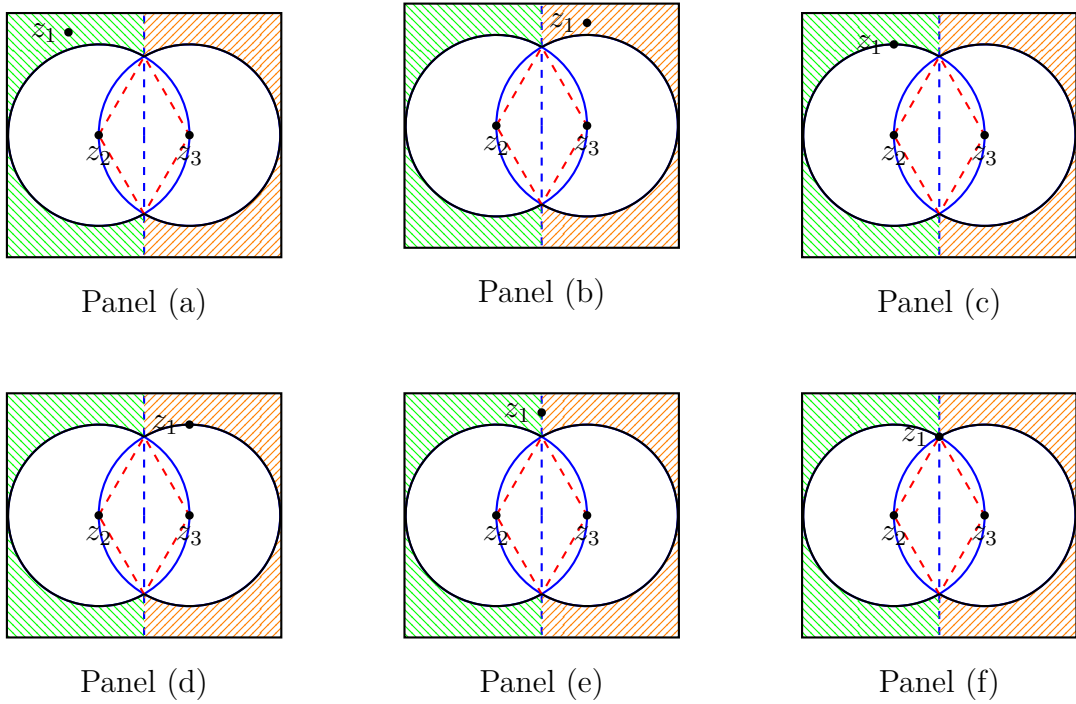 z₁
z₂ z₃
Panel (a)
z₁
z₂ z₃
Panel (b)
z₁
z₂ z₃
Panel (c)
z₁
z₂ z₃
Panel (d)
z₁
z₂ z₃
Panel (e)
z₁
z₂ z₃
Panel (f)